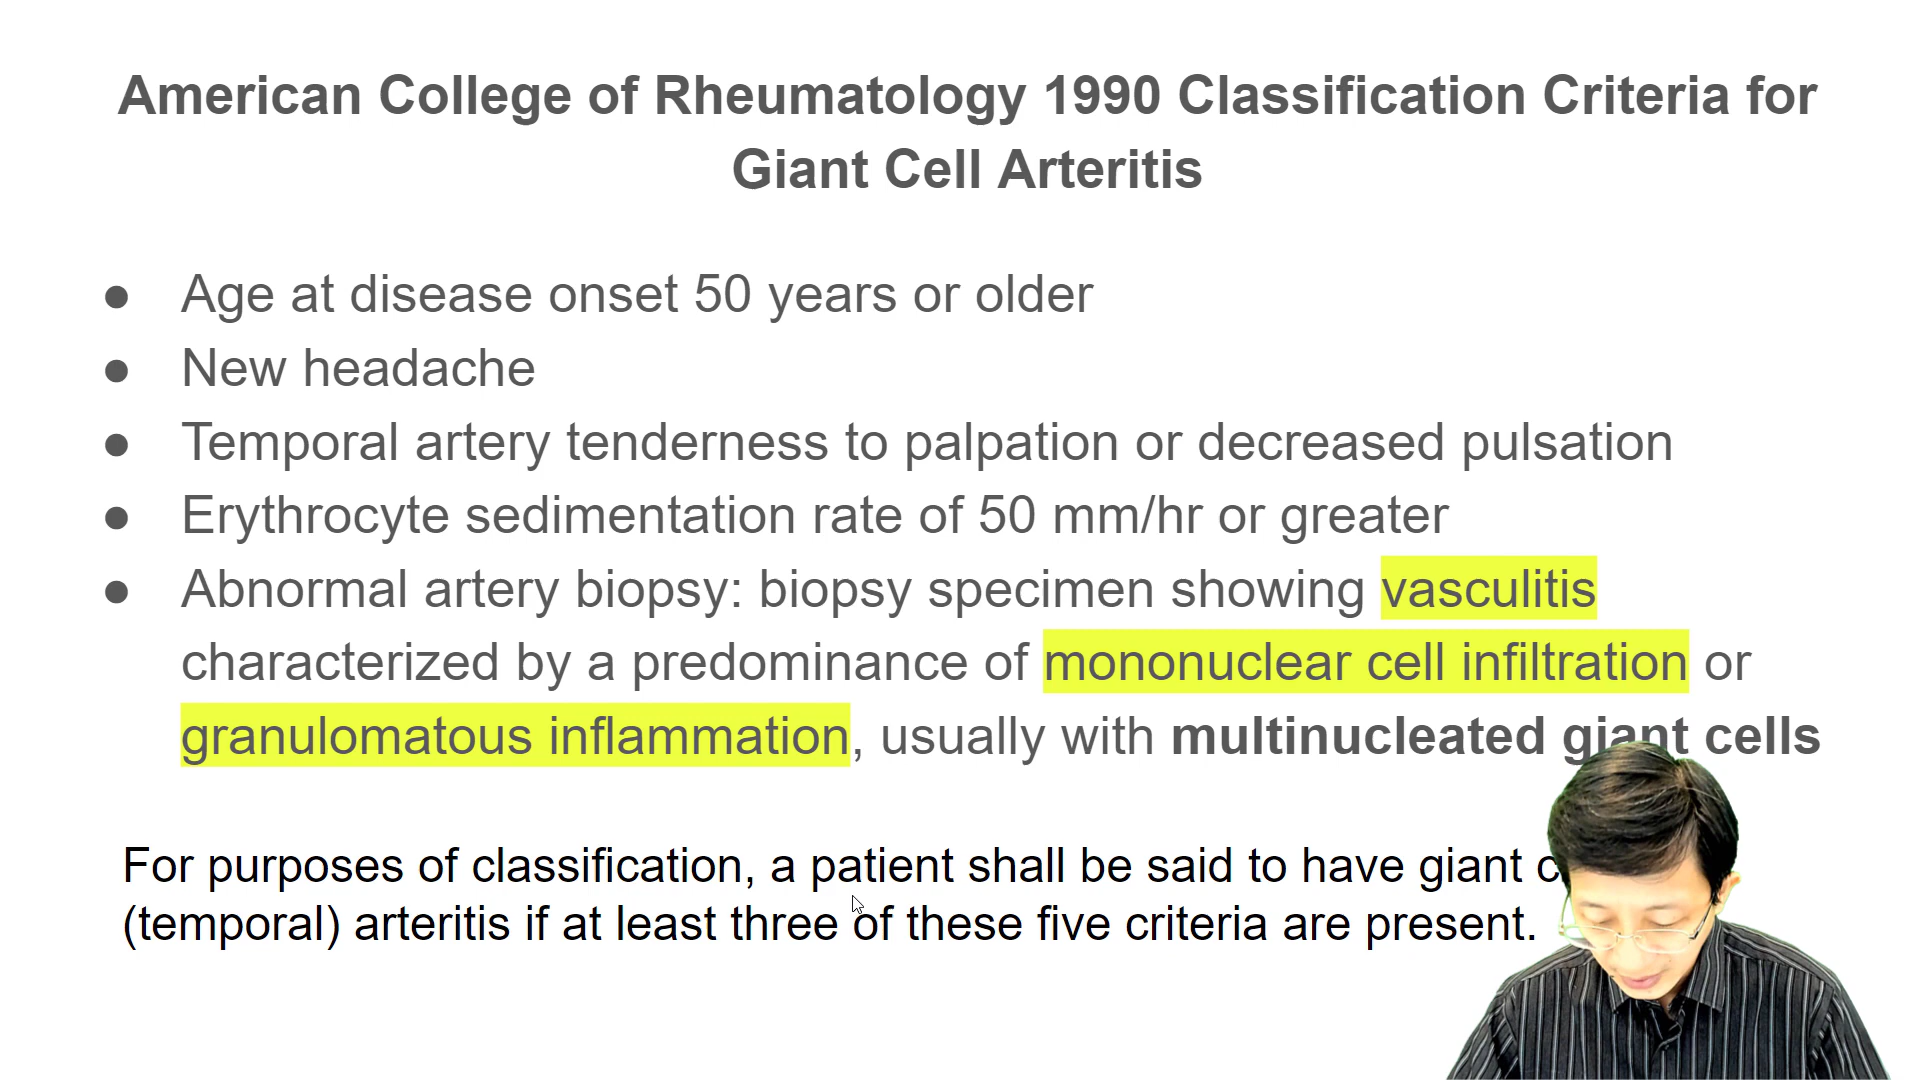 American College of Rheumatology 1990 Classification Criteria for
Giant Cell Arteritis
● Age at disease onset 50 years or older
● New headache
● Temporal artery tenderness to palpation or decreased pulsation
● Erythrocyte sedimentation rate of 50 mm/hr or greater
● Abnormal artery biopsy: biopsy specimen showing vasculitis
characterized by a predominance of mononuclear cell infiltration or
granulomatous inflammation, usually with multinucleated giant cells
For purposes of classification, a patient shall be said to have giant
(temporal) arteritis if at least three of these five criteria are present.